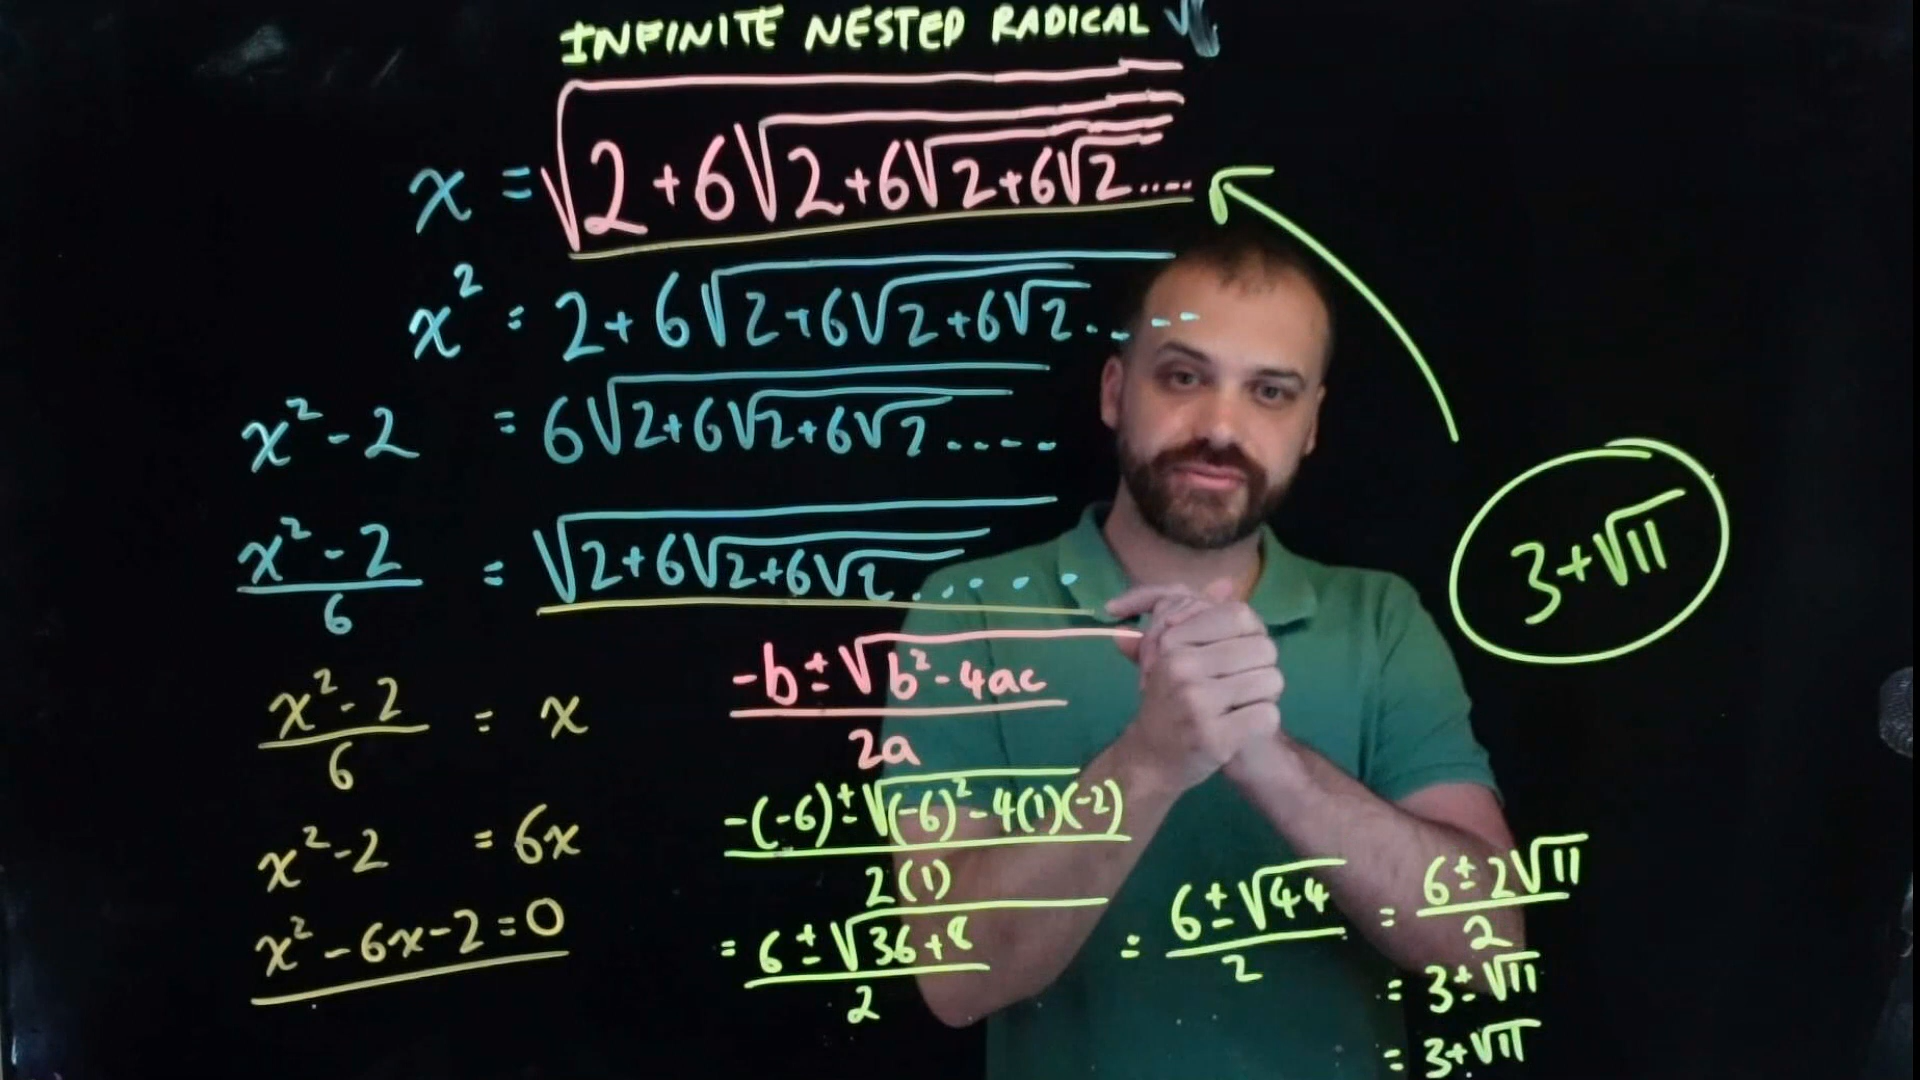 INFINITE NESTED RADICAL √
x = √2+6√2+6√2+6√2....
x² = 2+6√2+6√2+6√2....
x²-2 = 6√2+6√2+6√2....
x²-2/6 = √2+6√2+6√2....
x²-2/6 = x
x²-2 = 6x
x²-6x-2=0
-b±√b²-4ac/2a
-(-6)±√(-6)²-4(1)(-2)/2(1)
= 6±√36+8/2 = 6±√44/2 = 6±2√11/2
= 3±√11
= 3+√11
3+√11